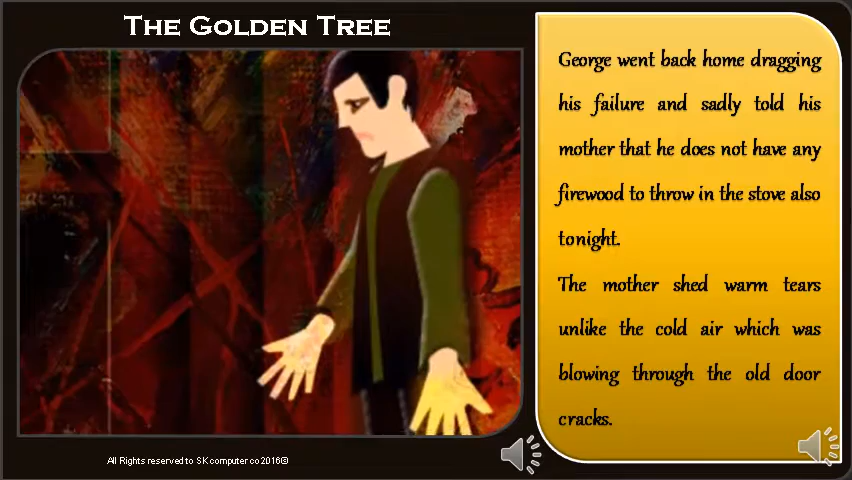 The Golden Tree
George went back home dragging
his failure and sadly told his
mother that he does not have any
firewood to throw in the stove also
tonight.
The mother shed warm tears
unlike the cold air which was
blowing through the old door
cracks.
All Rights reserved to SK computer co 2016©